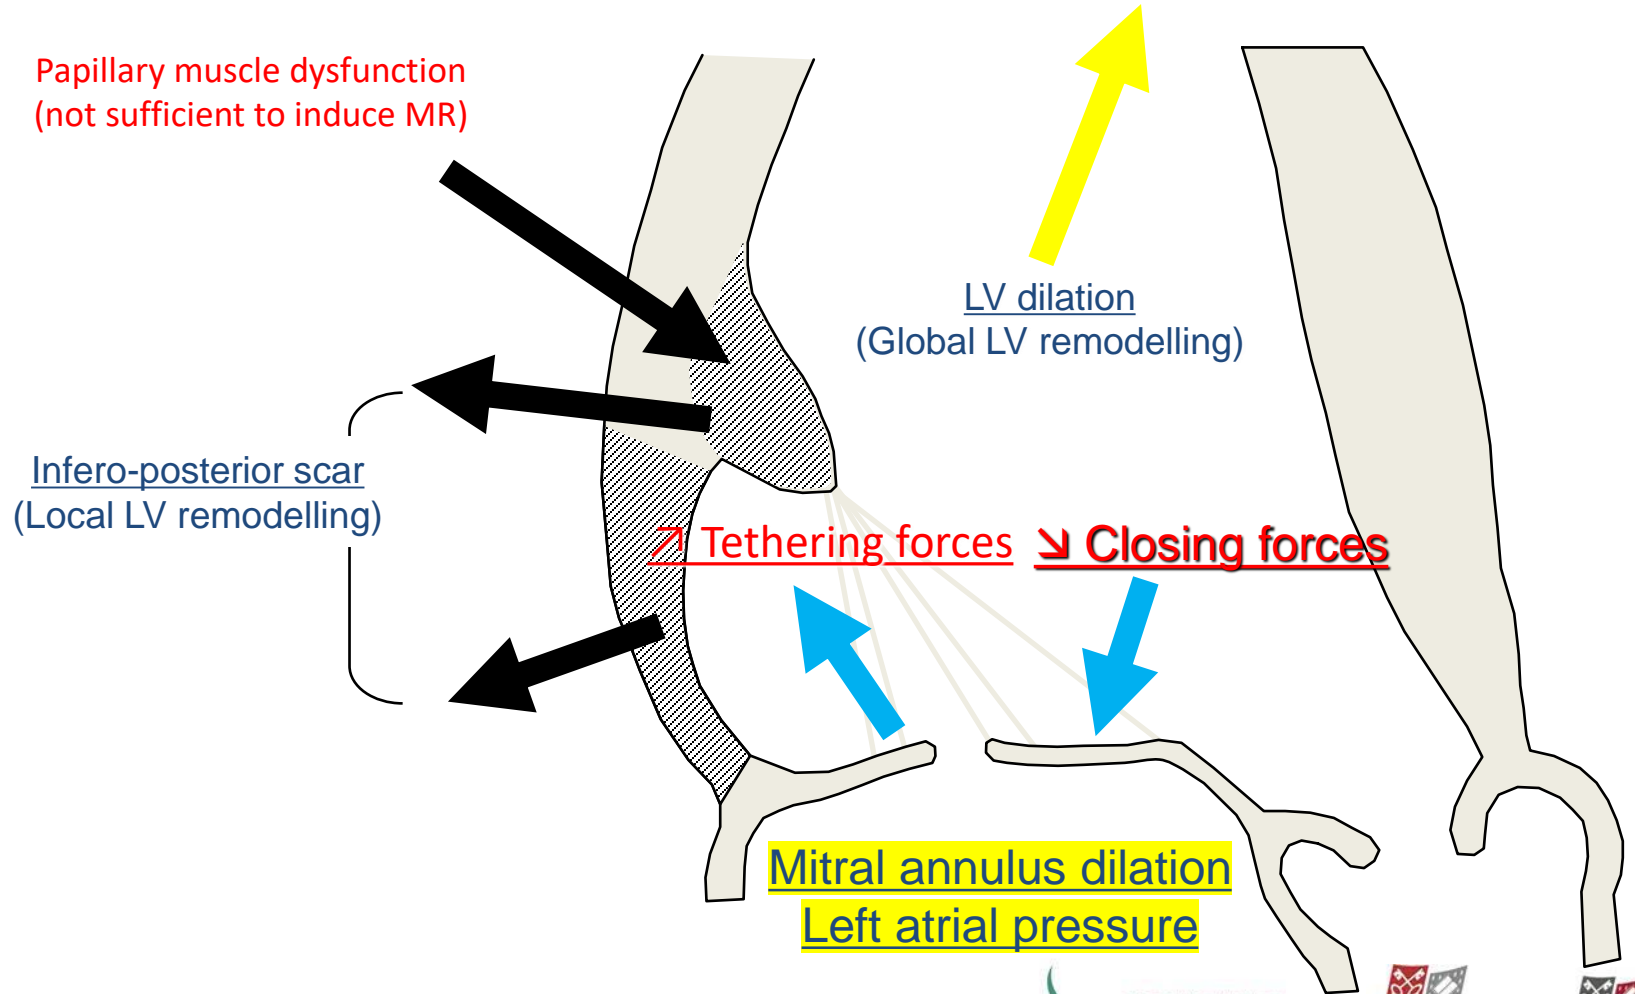 Papillary muscle dysfunction
(not sufficient to induce MR)
LV dilation
(Global LV remodelling)
Infero-posterior scar
(Local LV remodelling)
↗ Tethering forces
↘ Closing forces
Mitral annulus dilation
Left atrial pressure